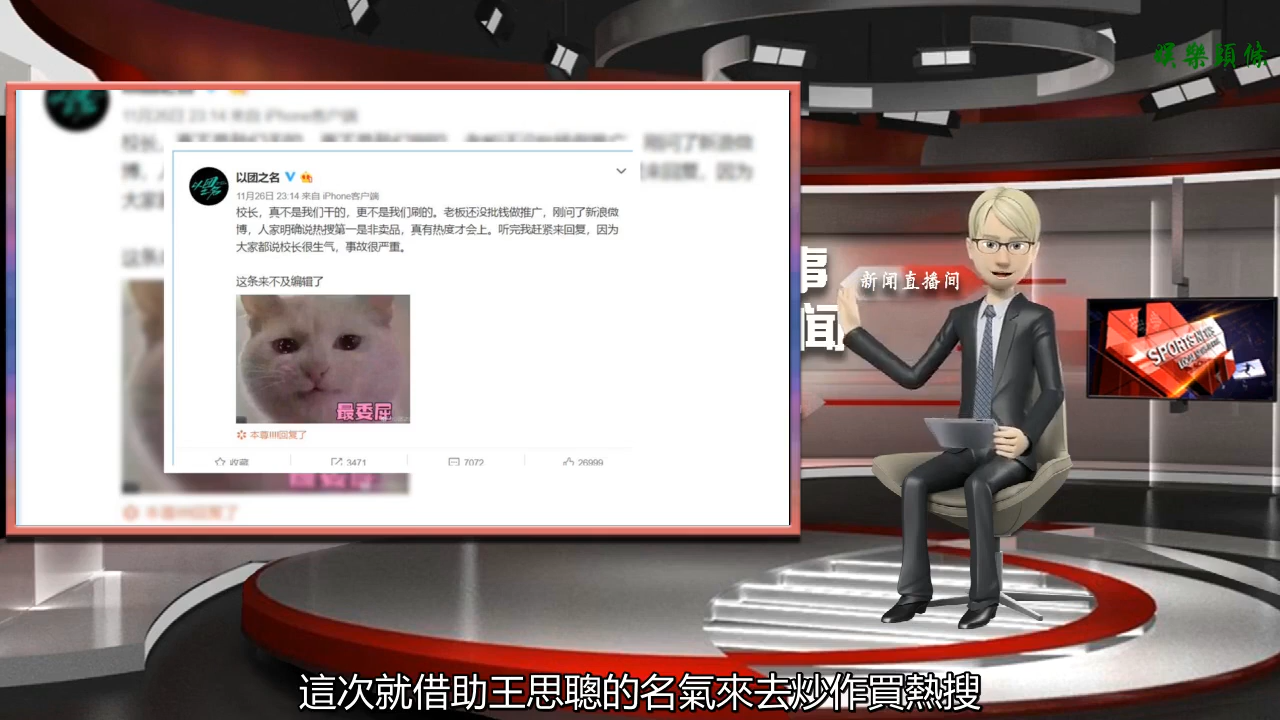 娱樂頭條
以团之名
11月26日 23:14 来自 iPhone客户端
校长，真不是我们干的，更不是我们刷的。老板还没批钱做推广，刚问了新浪微
博，人家明确说热搜第一是非卖品，真有热度才会上。听完我赶紧来回复，因为
大家都说校长很生气，事故很严重。
这条来不及编辑了
最委屈
本尊!!!!回复了
收藏
3471
7072
26999
事
闻
新闻直播间
SPORTS NEWS
這次就借助王思聰的名氣來去炒作買熱搜